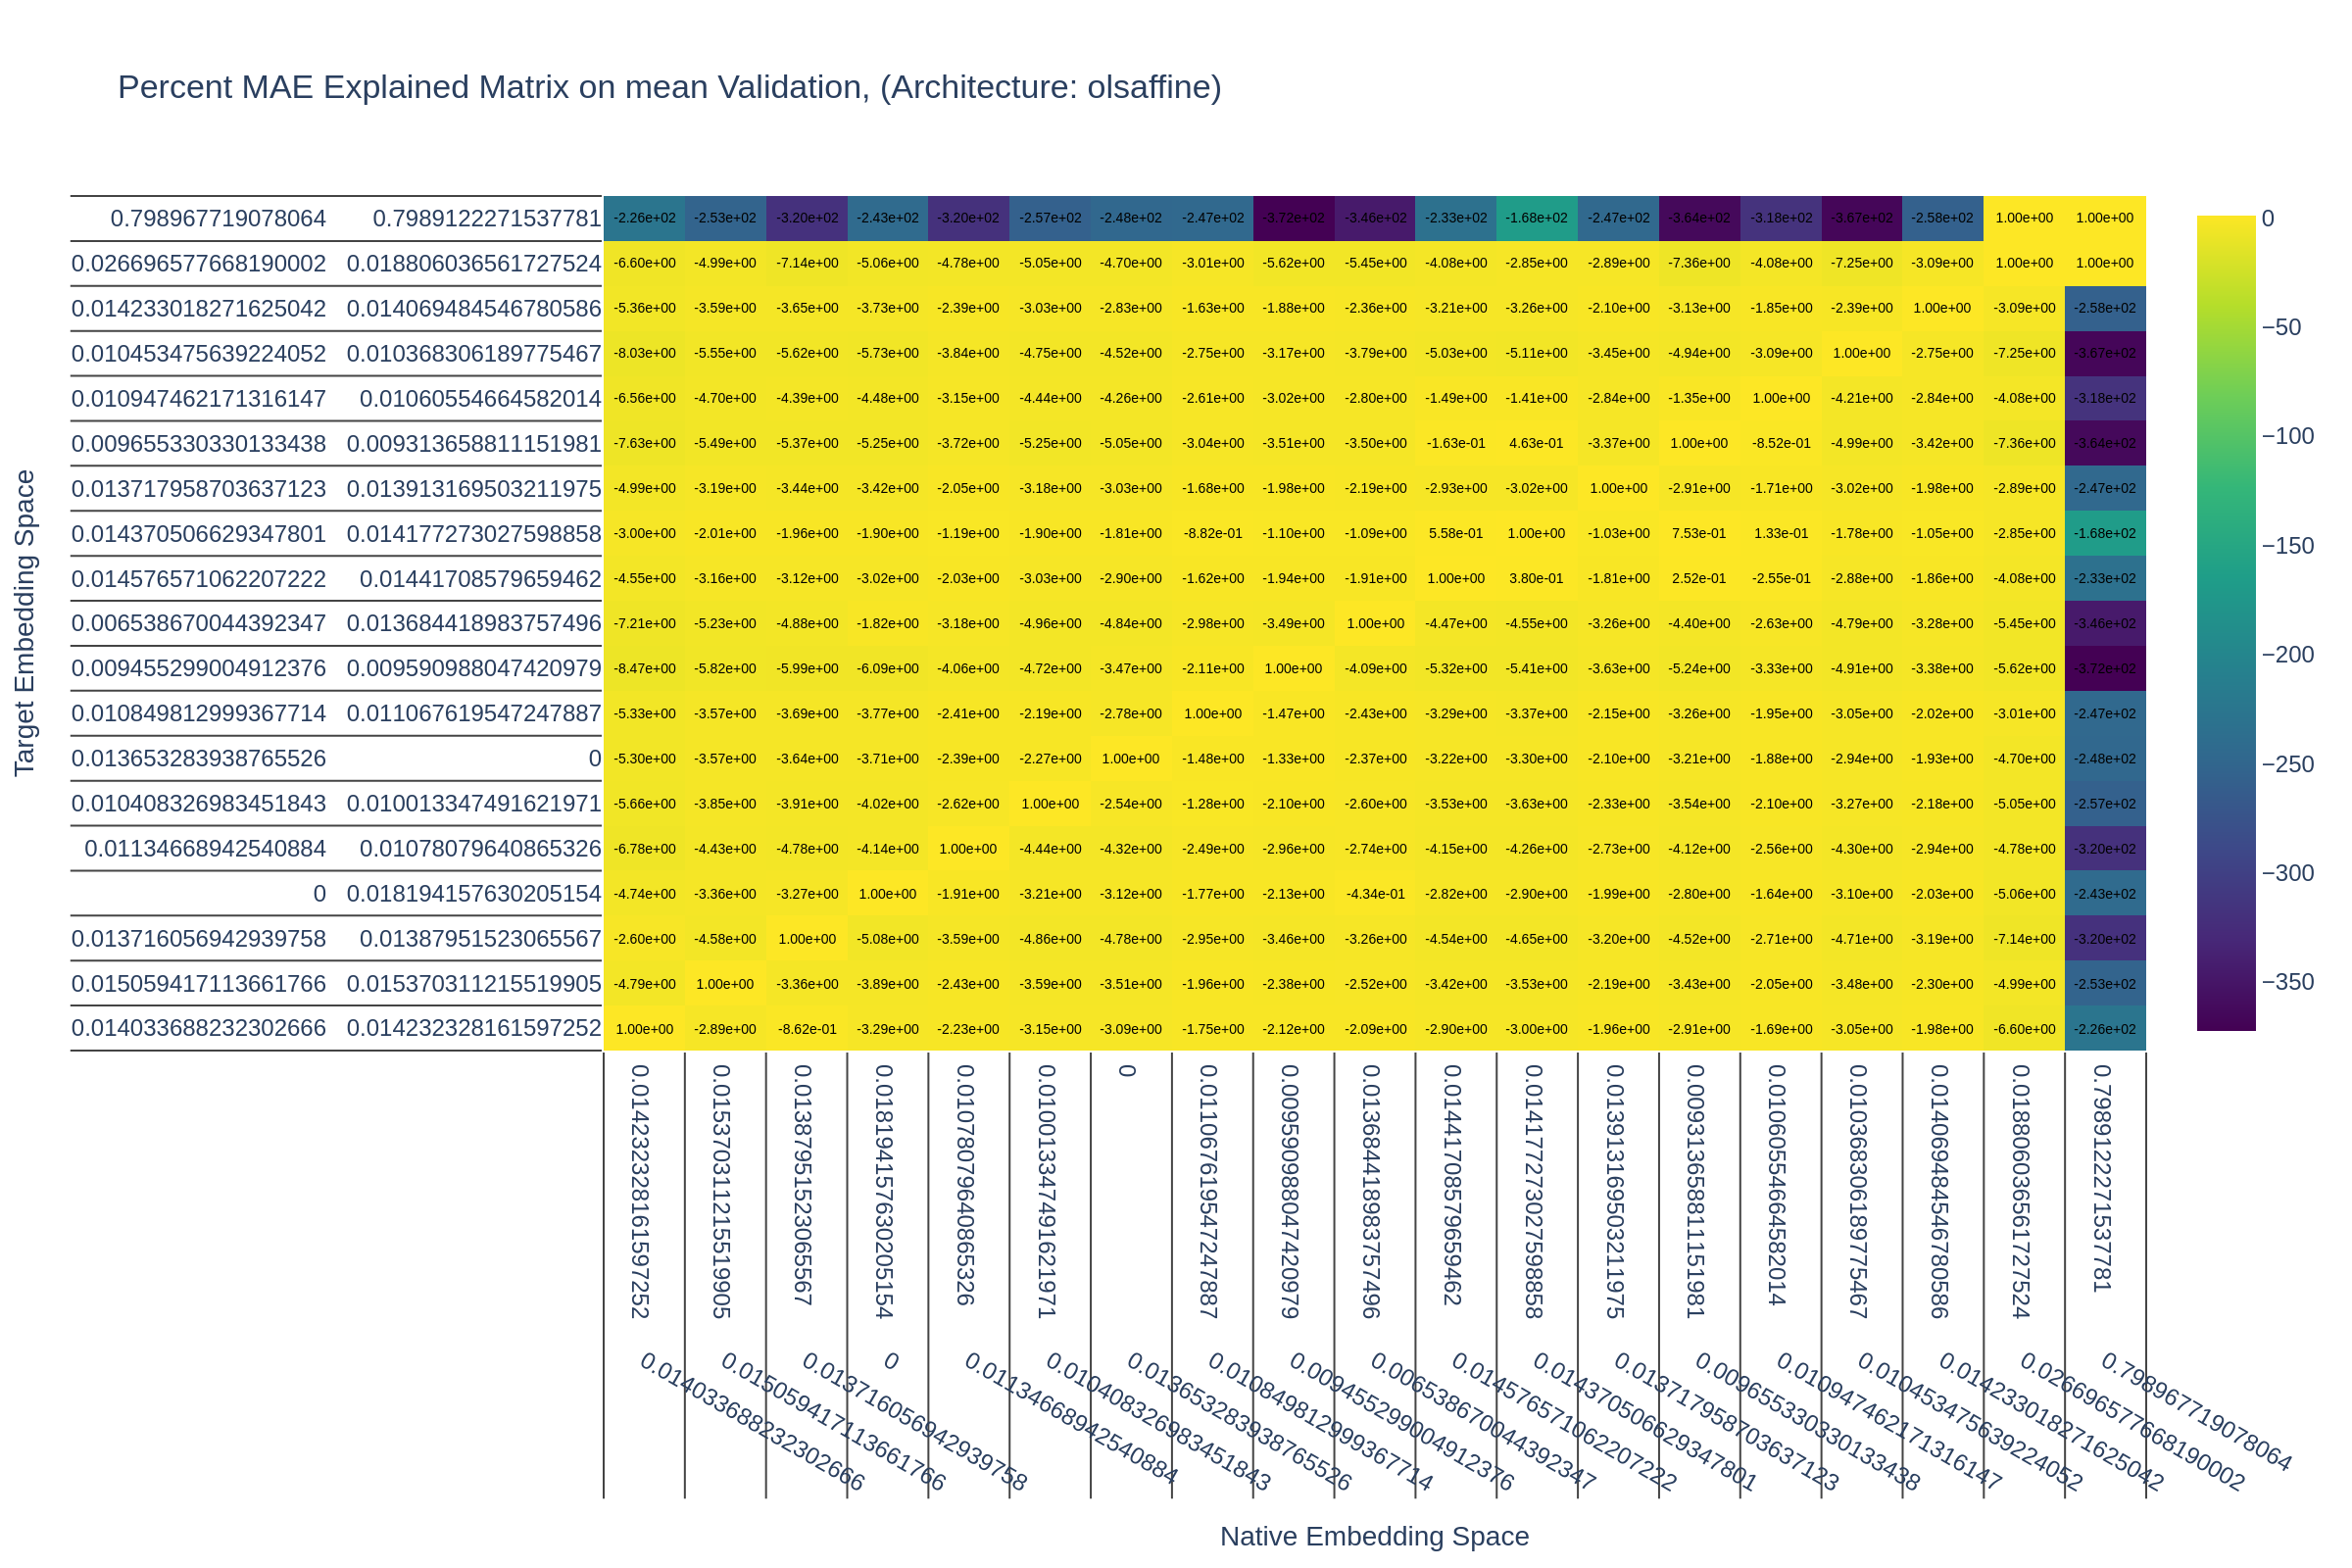 Percent MAE Explained Matrix on mean Validation, (Architecture: olsaffine)
Target Embedding Space
0.798967719078064 0.7989122271537781 -2.26e+02 -2.53e+02 -3.20e+02 -2.43e+02 -3.20e+02 -2.57e+02 -2.48e+02 -2.47e+02 -3.72e+02 -3.46e+02 -2.33e+02 -1.68e+02 -2.47e+02 -3.64e+02 -3.18e+02 -3.67e+02 -2.58e+02 1.00e+00 1.00e+00
0.026696577668190002 0.018806036561727524 -6.60e+00 -4.99e+00 -7.14e+00 -5.06e+00 -4.78e+00 -5.05e+00 -4.70e+00 -3.01e+00 -5.62e+00 -5.45e+00 -4.08e+00 -2.85e+00 -2.89e+00 -7.36e+00 -4.08e+00 -7.25e+00 -3.09e+00 1.00e+00 1.00e+00
0.014233018271625042 0.014069484546780586 -5.36e+00 -3.59e+00 -3.65e+00 -3.73e+00 -2.39e+00 -3.03e+00 -2.83e+00 -1.63e+00 -1.88e+00 -2.36e+00 -3.21e+00 -3.26e+00 -2.10e+00 -3.13e+00 -1.85e+00 -2.39e+00 1.00e+00 -3.09e+00 -2.58e+02
0.010453475639224052 0.010368306189775467 -8.03e+00 -5.55e+00 -5.62e+00 -5.73e+00 -3.84e+00 -4.75e+00 -4.52e+00 -2.75e+00 -3.17e+00 -3.79e+00 -5.03e+00 -5.11e+00 -3.45e+00 -4.94e+00 -3.09e+00 1.00e+00 -2.75e+00 -7.25e+00 -3.67e+02
0.010947462171316147 0.01060554664582014 -6.56e+00 -4.70e+00 -4.39e+00 -4.48e+00 -3.15e+00 -4.44e+00 -4.26e+00 -2.61e+00 -3.02e+00 -2.80e+00 -1.49e+00 -1.41e+00 -2.84e+00 -1.35e+00 1.00e+00 -4.21e+00 -2.84e+00 -4.08e+00 -3.18e+02
0.009655330330133438 0.009313658811151981 -7.63e+00 -5.49e+00 -5.37e+00 -5.25e+00 -3.72e+00 -5.25e+00 -5.05e+00 -3.04e+00 -3.51e+00 -3.50e+00 -1.63e-01 4.63e-01 -3.37e+00 1.00e+00 -8.52e-01 -4.99e+00 -3.42e+00 -7.36e+00 -3.64e+02
0.013717958703637123 0.013913169503211975 -4.99e+00 -3.19e+00 -3.44e+00 -3.42e+00 -2.05e+00 -3.18e+00 -3.03e+00 -1.68e+00 -1.98e+00 -2.19e+00 -2.93e+00 -3.02e+00 1.00e+00 -2.91e+00 -1.71e+00 -3.02e+00 -1.98e+00 -2.89e+00 -2.47e+02
0.014370506629347801 0.014177273027598858 -3.00e+00 -2.01e+00 -1.96e+00 -1.90e+00 -1.19e+00 -1.90e+00 -1.81e+00 -8.82e-01 -1.10e+00 -1.09e+00 5.58e-01 1.00e+00 -1.03e+00 7.53e-01 1.33e-01 -1.78e+00 -1.05e+00 -2.85e+00 -1.68e+02
0.014576571062207222 0.01441708579659462 -4.55e+00 -3.16e+00 -3.12e+00 -3.02e+00 -2.03e+00 -3.03e+00 -2.90e+00 -1.62e+00 -1.94e+00 -1.91e+00 1.00e+00 3.80e-01 -1.81e+00 2.52e-01 -2.55e-01 -2.88e+00 -1.86e+00 -4.08e+00 -2.33e+02
0.006538670044392347 0.013684418983757496 -7.21e+00 -5.23e+00 -4.88e+00 -1.82e+00 -3.18e+00 -4.96e+00 -4.84e+00 -2.98e+00 -3.49e+00 1.00e+00 -4.47e+00 -4.55e+00 -3.26e+00 -4.40e+00 -2.63e+00 -4.79e+00 -3.28e+00 -5.45e+00 -3.46e+02
0.009455299004912376 0.009590988047420979 -8.47e+00 -5.82e+00 -5.99e+00 -6.09e+00 -4.06e+00 -4.72e+00 -3.47e+00 -2.11e+00 1.00e+00 -4.09e+00 -5.32e+00 -5.41e+00 -3.63e+00 -5.24e+00 -3.33e+00 -4.91e+00 -3.38e+00 -5.62e+00 -3.72e+02
0.010849812999367714 0.011067619547247887 -5.33e+00 -3.57e+00 -3.69e+00 -3.77e+00 -2.41e+00 -2.19e+00 -2.78e+00 1.00e+00 -1.47e+00 -2.43e+00 -3.29e+00 -3.37e+00 -2.15e+00 -3.26e+00 -1.95e+00 -3.05e+00 -2.02e+00 -3.01e+00 -2.47e+02
0.013653283938765526 0 -5.30e+00 -3.57e+00 -3.64e+00 -3.71e+00 -2.39e+00 -2.27e+00 1.00e+00 -1.48e+00 -1.33e+00 -2.37e+00 -3.22e+00 -3.30e+00 -2.10e+00 -3.21e+00 -1.88e+00 -2.94e+00 -1.93e+00 -4.70e+00 -2.48e+02
0.010408326983451843 0.010013347491621971 -5.66e+00 -3.85e+00 -3.91e+00 -4.02e+00 -2.62e+00 1.00e+00 -2.54e+00 -1.28e+00 -2.10e+00 -2.60e+00 -3.53e+00 -3.63e+00 -2.33e+00 -3.54e+00 -2.10e+00 -3.27e+00 -2.18e+00 -5.05e+00 -2.57e+02
0.01134668942540884 0.01078079640865326 -6.78e+00 -4.43e+00 -4.78e+00 -4.14e+00 1.00e+00 -4.44e+00 -4.32e+00 -2.49e+00 -2.96e+00 -2.74e+00 -4.15e+00 -4.26e+00 -2.73e+00 -4.12e+00 -2.56e+00 -4.30e+00 -2.94e+00 -4.78e+00 -3.20e+02
0 0.018194157630205154 -4.74e+00 -3.36e+00 -3.27e+00 1.00e+00 -1.91e+00 -3.21e+00 -3.12e+00 -1.77e+00 -2.13e+00 -4.34e-01 -2.82e+00 -2.90e+00 -1.99e+00 -2.80e+00 -1.64e+00 -3.10e+00 -2.03e+00 -5.06e+00 -2.43e+02
0.013716056942939758 0.01387951523065567 -2.60e+00 -4.58e+00 1.00e+00 -5.08e+00 -3.59e+00 -4.86e+00 -4.78e+00 -2.95e+00 -3.46e+00 -3.26e+00 -4.54e+00 -4.65e+00 -3.20e+00 -4.52e+00 -2.71e+00 -4.71e+00 -3.19e+00 -7.14e+00 -3.20e+02
0.015059417113661766 0.015370311215519905 -4.79e+00 1.00e+00 -3.36e+00 -3.89e+00 -2.43e+00 -3.59e+00 -3.51e+00 -1.96e+00 -2.38e+00 -2.52e+00 -3.42e+00 -3.53e+00 -2.19e+00 -3.43e+00 -2.05e+00 -3.48e+00 -2.30e+00 -4.99e+00 -2.53e+02
0.014033688232302666 0.014232328161597252 1.00e+00 -2.89e+00 -8.62e-01 -3.29e+00 -2.23e+00 -3.15e+00 -3.09e+00 -1.75e+00 -2.12e+00 -2.09e+00 -2.90e+00 -3.00e+00 -1.96e+00 -2.91e+00 -1.69e+00 -3.05e+00 -1.98e+00 -6.60e+00 -2.26e+02
0
−50
−100
−150
−200
−250
−300
−350
0.014232328161597252
0.015370311215519905
0.01387951523065567
0.018194157630205154
0.01078079640865326
0.010013347491621971
0
0.011067619547247887
0.009590988047420979
0.013684418983757496
0.01441708579659462
0.014177273027598858
0.013913169503211975
0.009313658811151981
0.01060554664582014
0.010368306189775467
0.014069484546780586
0.018806036561727524
0.7989122271537781
0.014033688232302666
0.015059417113661766
0.013716056942939758
0
0.01134668942540884
0.010408326983451843
0.013653283938765526
0.010849812999367714
0.009455299004912376
0.006538670044392347
0.014576571062207222
0.014370506629347801
0.013717958703637123
0.009655330330133438
0.010947462171316147
0.010453475639224052
0.014233018271625042
0.026696577668190002
0.798967719078064
Native Embedding Space